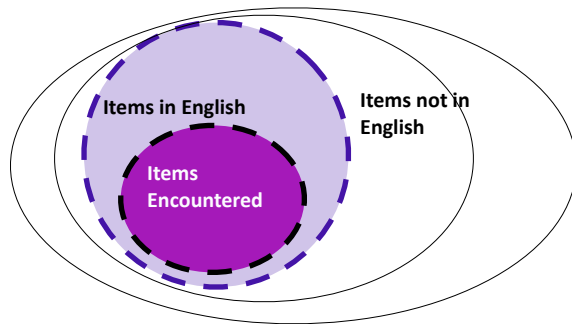 Items in English
Items not in
English
Items
Encountered